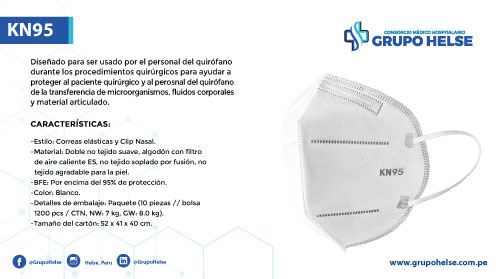 KN95
CONSORCIO MÉDICO HOSPITALARIO
GRUPO HELSE
Diseñado para ser usado por el personal del quirófano
durante los procedimientos quirúrgicos para ayudar a
proteger al paciente quirúrgico y al perosnal del quirófano
de la transferencia de microorganismos, fluidos corporales
y material articulado.
CARACTERÍSTICAS:
-Estilo: Correas elásticas y Clip Nasal.
-Material: Doble no tejido suave, algodón con filtro
de aire caliente ES, no tejido soplado por fusión, no
tejido agradable para la piel.
-BFE: Por encima del 95% de protección.
-Color: Blanco.
-Detalles de embalaje: Paquete (10 piezas // bolsa
1200 pcs / CTN, NW: 7 kg, GW: 8.0 kg).
-Tamaño del cartón: 52 x 41 x 40 cm.
KN95
@GrupoHelse
Helse_Peru
@GrupoHelse
www.grupohelse.com.pe